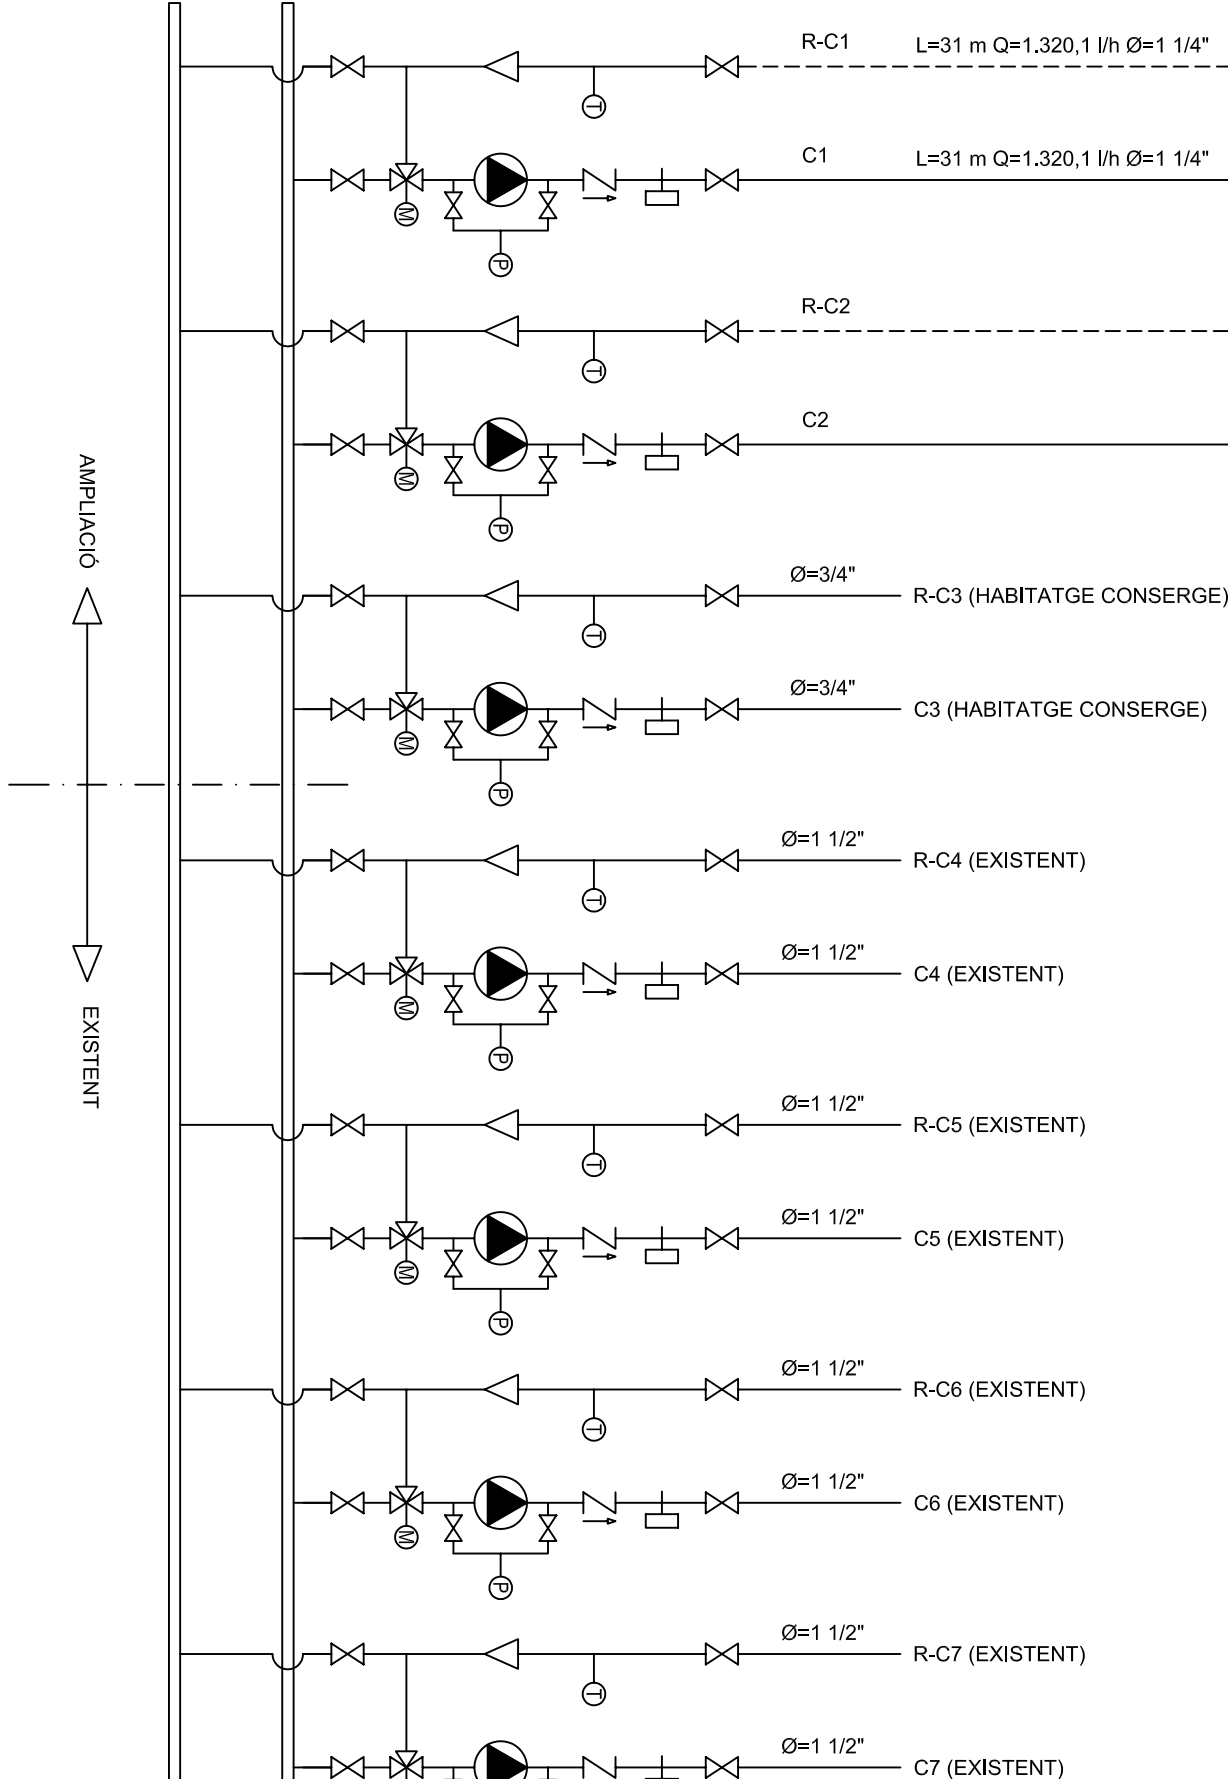 R-C1 L=31 m Q=1.320,1 l/h Ø=1 1/4"
T
C1 L=31 m Q=1.320,1 l/h Ø=1 1/4"
M
P
R-C2
T
C2
M
P
AMPLIACIÓ
Ø=3/4"
R-C3 (HABITATGE CONSERGE)
T
Ø=3/4"
C3 (HABITATGE CONSERGE)
M
P
Ø=1 1/2"
R-C4 (EXISTENT)
T
Ø=1 1/2"
C4 (EXISTENT)
M
P
EXISTENT
Ø=1 1/2"
R-C5 (EXISTENT)
T
Ø=1 1/2"
C5 (EXISTENT)
M
P
Ø=1 1/2"
R-C6 (EXISTENT)
T
Ø=1 1/2"
C6 (EXISTENT)
M
P
Ø=1 1/2"
R-C7 (EXISTENT)
T
Ø=1 1/2"
C7 (EXISTENT)